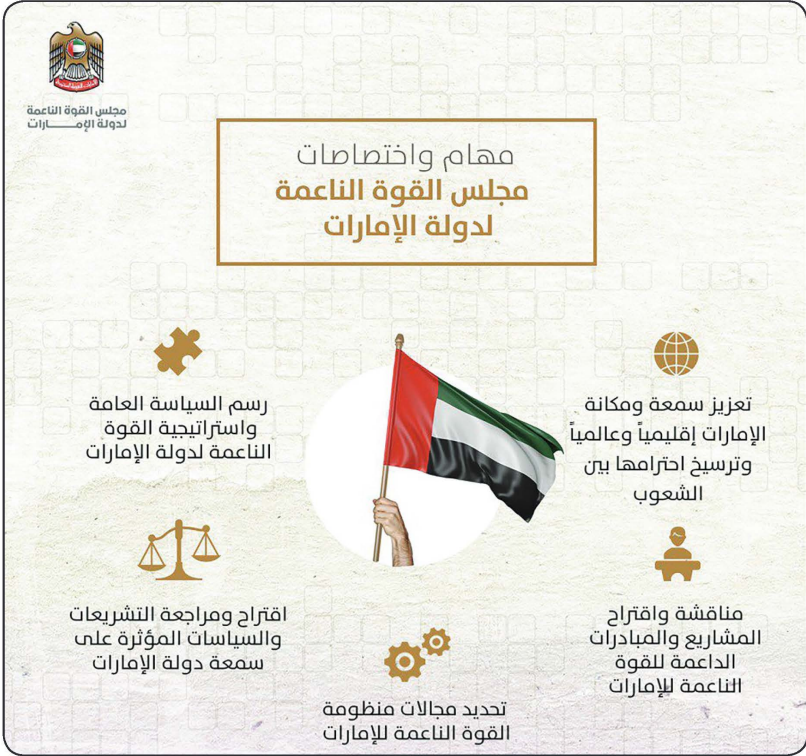 مجلس القوة الناعمة
لدولة الإمـــــارات
مهام واختصاصات
مجلس القوة الناعمة
لدولة الإمارات
تعزيز سمعة ومكانة
الإمارات إقليمياً وعالمياً
وترسيخ احترامها بين
الشعوب
رسم السياسة العامة
واستراتيجية القوة
الناعمة لدولة الإمارات
مناقشة واقتراح
المشاريع والمبادرات
الداعمة للقوة
الناعمة للإمارات
اقتراح ومراجعة التشريعات
والسياسات المؤثرة على
سمعة دولة الإمارات
تحديد مجالات منظومة
القوة الناعمة للإمارات